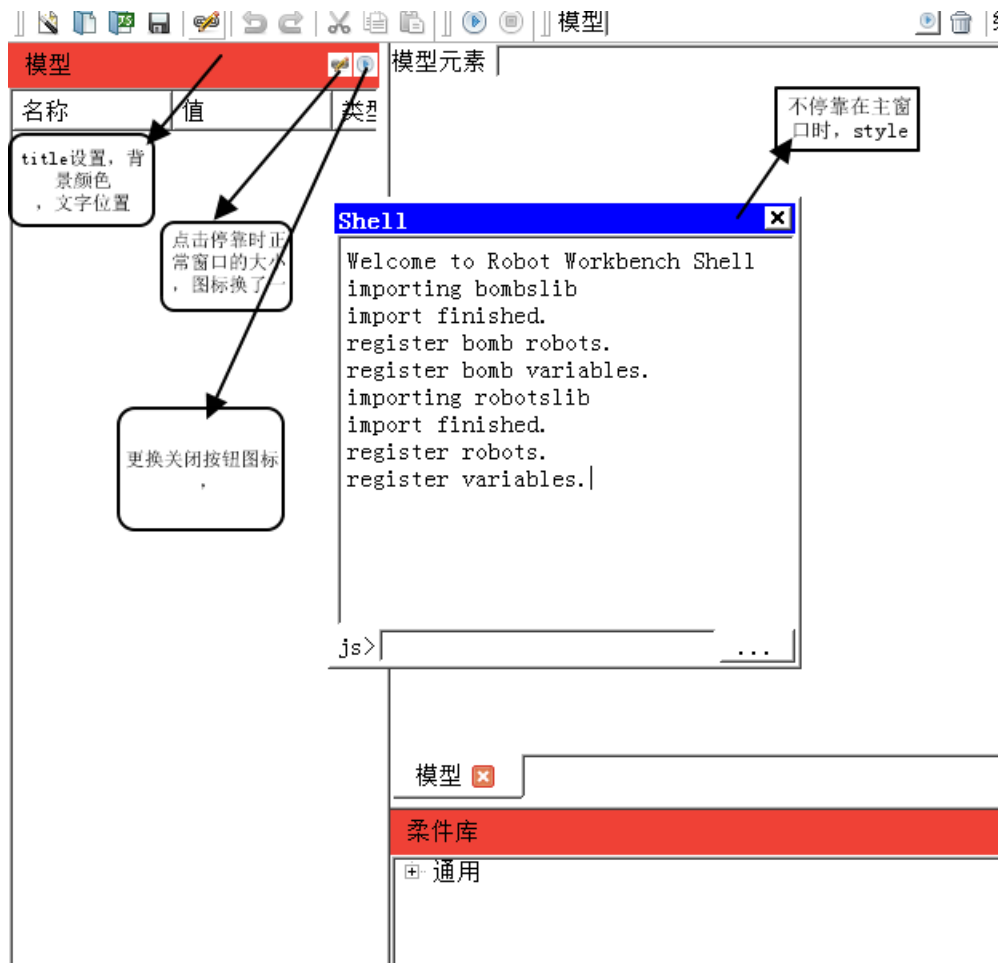 模型
模型
模型元素
名称
值
类型
title设置，背
景颜色
，文字位置
点击停靠时正
常窗口的大小
，图标换了一
更换关闭按钮图标
，
不停靠在主窗
口时，style
Shell
Welcome to Robot Workbench Shell
importing bombslib
import finished.
register bomb robots.
register bomb variables.
importing robotslib
import finished.
register robots.
register variables.
js>
...
模型
柔件库
通用